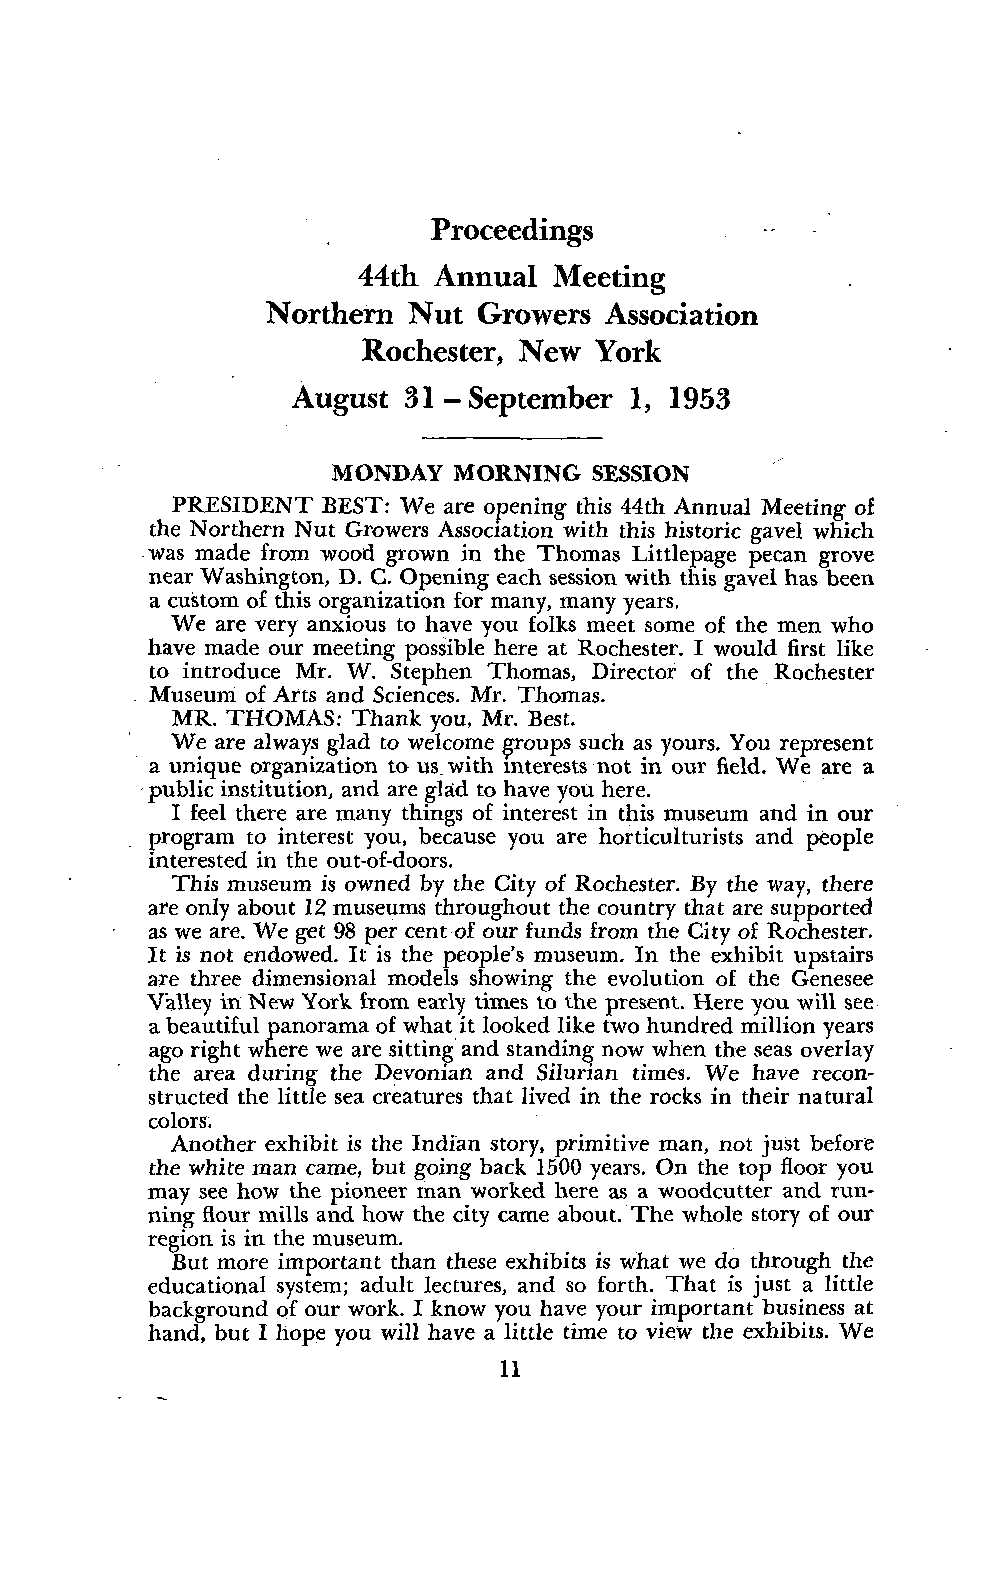 Proceedings
44th Annual Meeting
Northern Nut Growers Association
Rochester, New York
August 31 – September 1, 1953
MONDAY MORNING SESSION
PRESIDENT BEST: We are opening this 44th Annual Meeting of
the Northern Nut Growers Association with this historic gavel which
was made from wood grown in the Thomas Littlepage pecan grove
near Washington, D. C. Opening each session with this gavel has been
a custom of this organization for many, many years.
We are very anxious to have you folks meet some of the men who
have made our meeting possible here at Rochester. I would first like
to introduce Mr. W. Stephen Thomas, Director of the Rochester
Museum of Arts and Sciences. Mr. Thomas.
MR. THOMAS: Thank you, Mr. Best.
We are always glad to welcome groups such as yours. You represent
a unique organization to us with interests not in our field. We are a
public institution, and are glad to have you here.
I feel there are many things of interest in this museum and in our
program to interest you, because you are horticulturists and people
interested in the out-of-doors.
This museum is owned by the City of Rochester. By the way, there
are only about 12 museums throughout the country that are supported
as we are. We get 98 per cent of our funds from the City of Rochester.
It is not endowed. It is the people's museum. In the exhibit upstairs
are three dimensional models showing the evolution of the Genesee
Valley in New York from early times to the present. Here you will see
a beautiful panorama of what it looked like two hundred million years
ago right where we are sitting and standing now when the seas overlay
the area during the Devonian and Silurian times. We have recon-
structed the little sea creatures that lived in the rocks in their natural
colors.
Another exhibit is the Indian story, primitive man, not just before
the white man came, but going back 1500 years. On the top floor you
may see how the pioneer man worked here as a woodcutter and run-
ning flour mills and how the city came about. The whole story of our
region is in the museum.
But more important than these exhibits is what we do through the
educational system; adult lectures, and so forth. That is just a little
background of our work. I know you have your important business at
hand, but I hope you will have a little time to view the exhibits. We
11